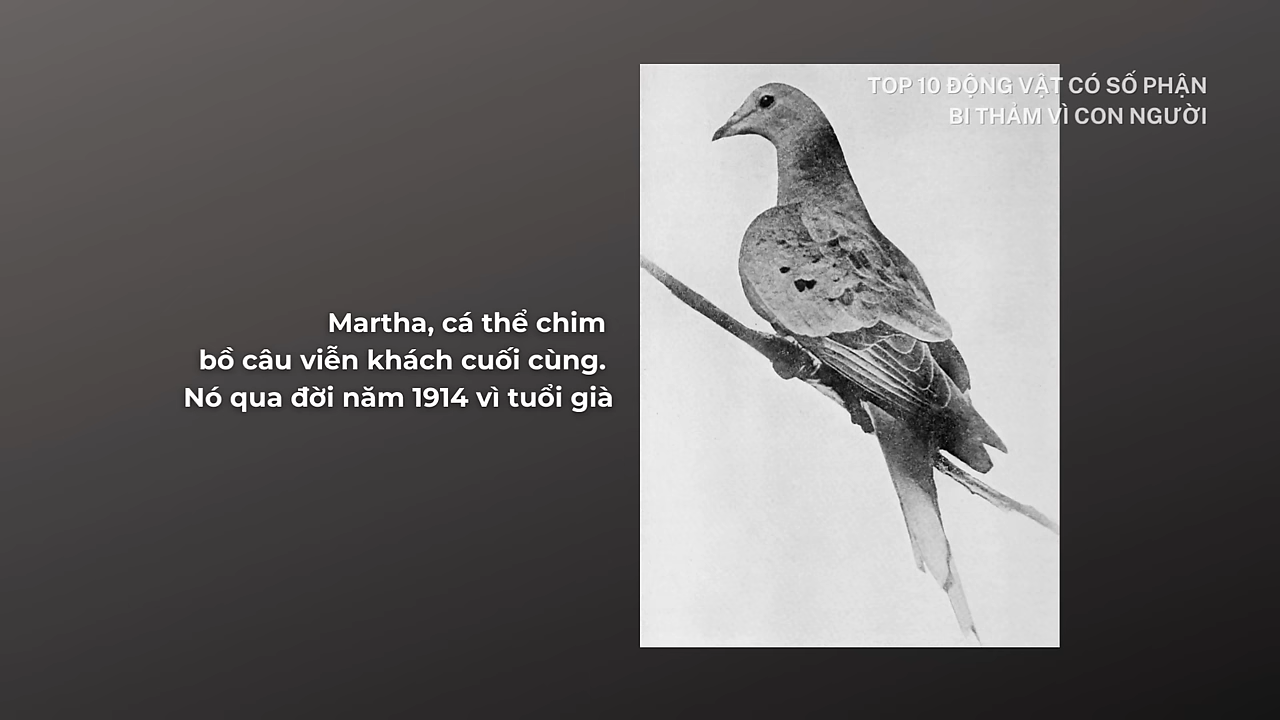 TOP 10 ĐỘNG VẬT CÓ SỐ PHẬN
BI THẢM VÌ CON NGƯỜI
Martha, cá thể chim
bồ câu viễn khách cuối cùng.
Nó qua đời năm 1914 vì tuổi già